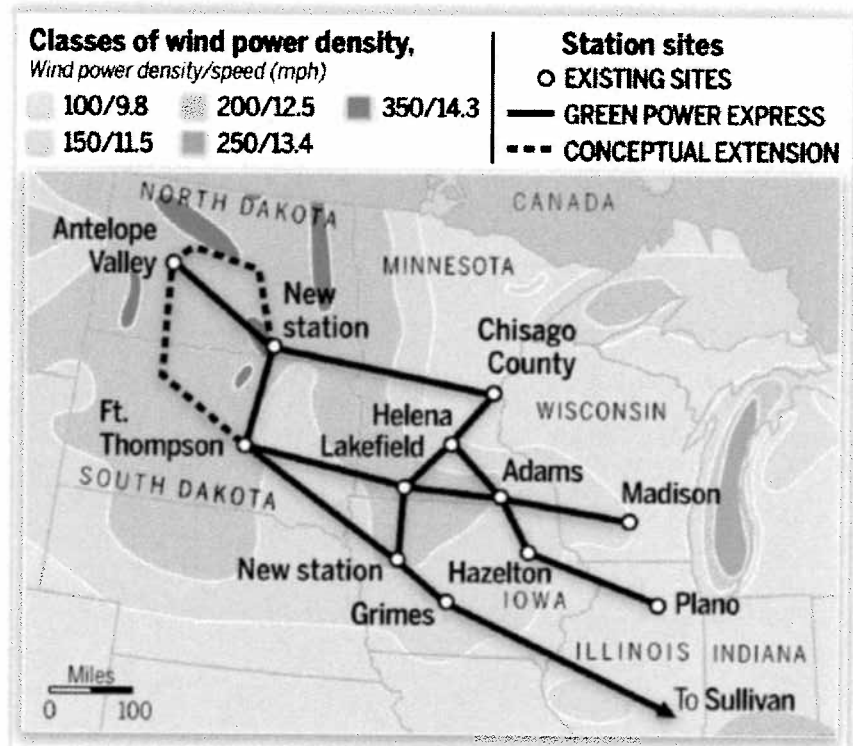 Classes of wind power density,
Wind power density/speed (mph)
100/9.8
200/12.5
350/14.3
150/11.5
250/13.4
Station sites
EXISTING SITES
GREEN POWER EXPRESS
CONCEPTUAL EXTENSION
NORTH DAKOTA
CANADA
Antelope
Valley
MINNESOTA
New
station
Chisago
County
Ft.
Thompson
Helena
Lakefield
WISCONSIN
Adams
Madison
SOUTH DAKOTA
New station
Hazelton
Grimes
IOWA
Plano
ILLINOIS
INDIANA
Miles
0
100
To Sullivan